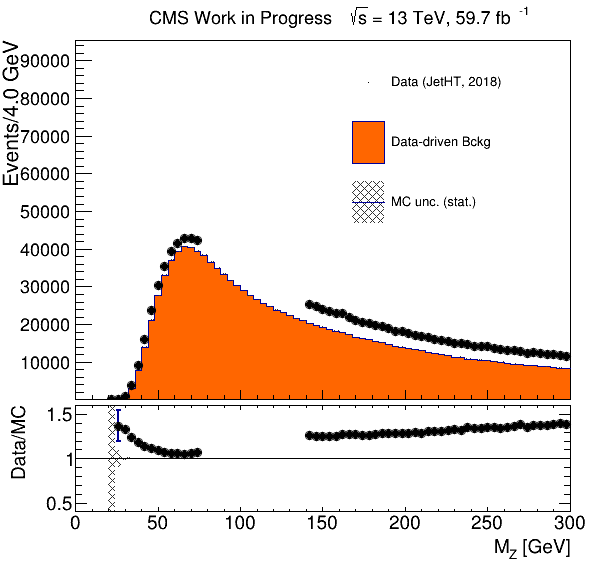 CMS Work in Progress √s = 13 TeV, 59.7 fb⁻¹
Events/4.0 GeV
90000
80000
70000
60000
50000
40000
30000
20000
10000
Data (JetHT, 2018)
Data-driven Bckg
MC unc. (stat.)
Data/MC
1.5
1
0.5
0 50 100 150 200 250 300
M_Z [GeV]